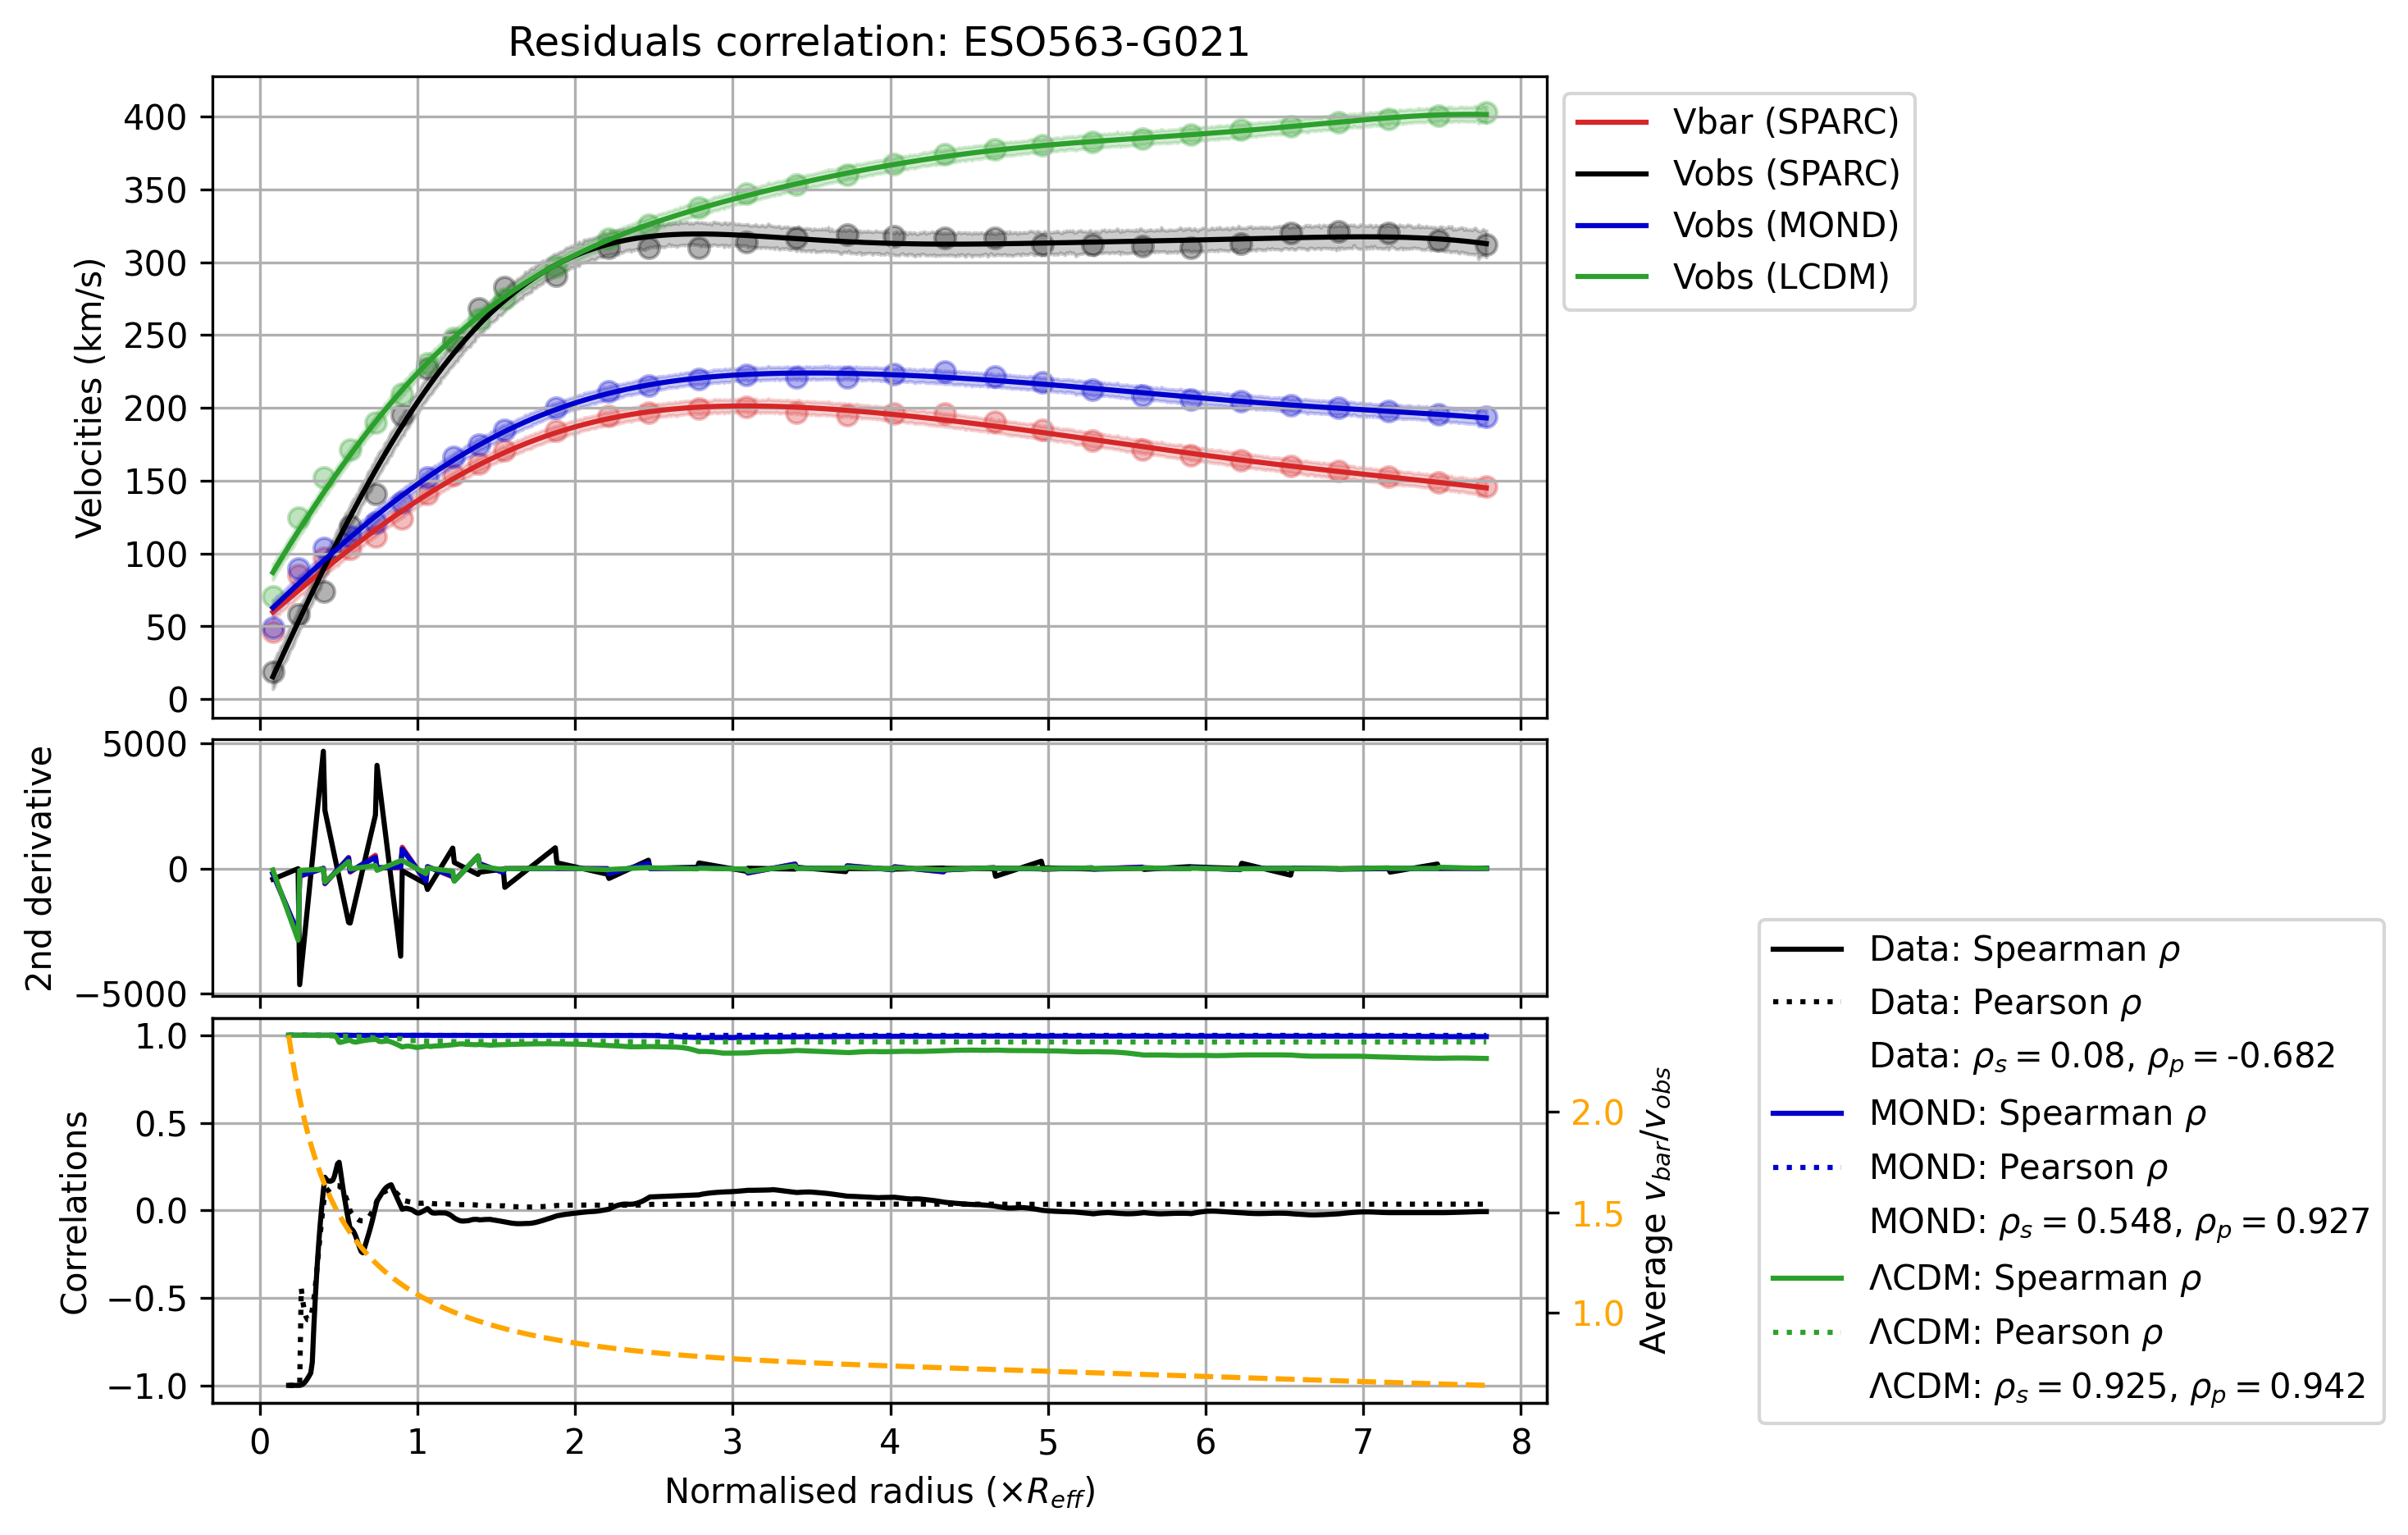 Residuals correlation: ESO563-G021
Velocities (km/s)
400
350
300
250
200
150
100
50
0
Vbar (SPARC)
Vobs (SPARC)
Vobs (MOND)
Vobs (LCDM)
2nd derivative
5000
0
−5000
Correlations
1.0
0.5
0.0
−0.5
−1.0
2.0
1.5
1.0
Average v_bar/v_obs
0 1 2 3 4 5 6 7 8
Normalised radius (×R_eff)
Data: Spearman ρ
Data: Pearson ρ
Data: ρ_s = 0.08, ρ_p = -0.682
MOND: Spearman ρ
MOND: Pearson ρ
MOND: ρ_s = 0.548, ρ_p = 0.927
ΛCDM: Spearman ρ
ΛCDM: Pearson ρ
ΛCDM: ρ_s = 0.925, ρ_p = 0.942